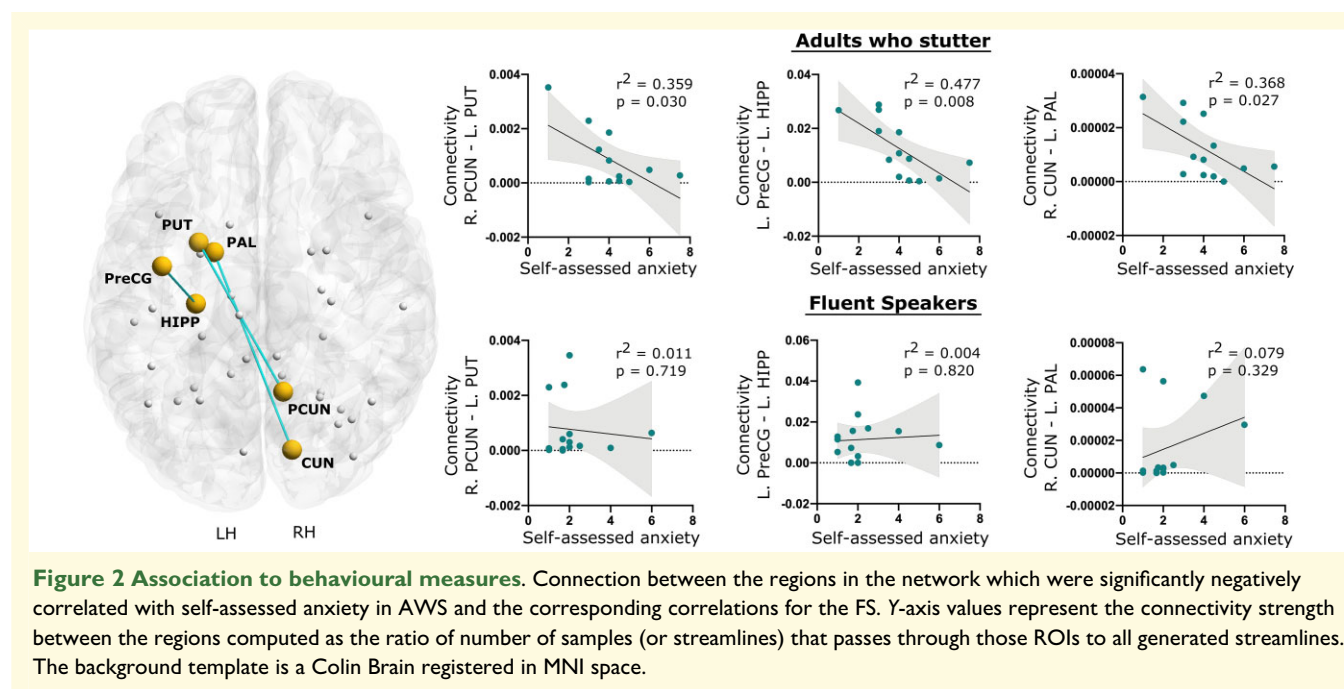 Adults who stutter
PUT
PAL
PreCG
HIPP
PCUN
CUN
LH
RH
Connectivity
R. PCUN - L. PUT
0.004
0.002
0.000
-0.002
r² = 0.359
p = 0.030
0 2 4 6 8
Self-assessed anxiety
Connectivity
L. PreCG - L. HIPP
0.04
0.02
0.00
-0.02
r² = 0.477
p = 0.008
0 2 4 6 8
Self-assessed anxiety
Connectivity
R. CUN - L. PAL
0.00004
0.00002
0.00000
-0.00002
r² = 0.368
p = 0.027
0 2 4 6 8
Self-assessed anxiety
Fluent Speakers
Connectivity
R. PCUN - L. PUT
0.004
0.002
0.000
-0.002
r² = 0.011
p = 0.719
0 2 4 6 8
Self-assessed anxiety
Connectivity
L. PreCG - L. HIPP
0.06
0.04
0.02
0.00
-0.02
r² = 0.004
p = 0.820
0 2 4 6 8
Self-assessed anxiety
Connectivity
R. CUN - L. PAL
0.00008
0.00006
0.00004
0.00002
0.00000
-0.00002
r² = 0.079
p = 0.329
0 2 4 6 8
Self-assessed anxiety
Figure 2 Association to behavioural measures. Connection between the regions in the network which were significantly negatively
correlated with self-assessed anxiety in AWS and the corresponding correlations for the FS. Y-axis values represent the connectivity strength
between the regions computed as the ratio of number of samples (or streamlines) that passes through those ROIs to all generated streamlines.
The background template is a Colin Brain registered in MNI space.